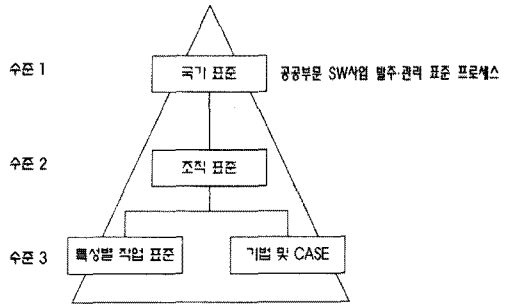 수준 1
국가 표준
공공부문 SW사업 발주·관리 표준 프로세스
수준 2
조직 표준
수준 3
특성별 직업 표준
기법 및 CASE